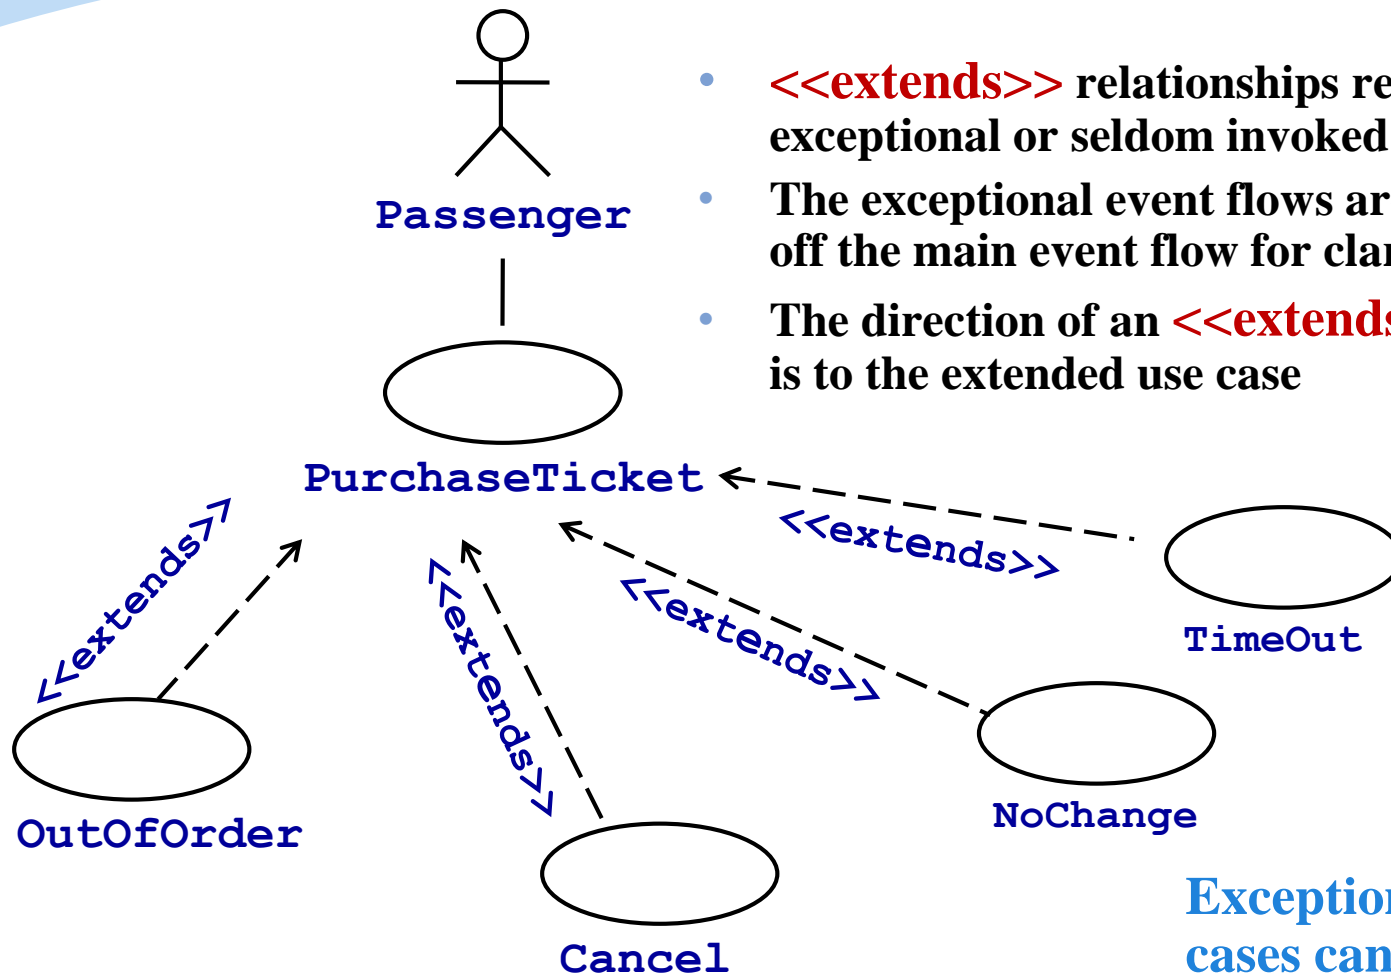 Passenger
• <<extends>> relationships re
exceptional or seldom invoked
• The exceptional event flows ar
off the main event flow for clar
• The direction of an <<extends
is to the extended use case
PurchaseTicket
<<extends>>
<<extends>>
<<extends>>
<<extends>>
TimeOut
NoChange
OutOfOrder
Cancel
Exception
cases can